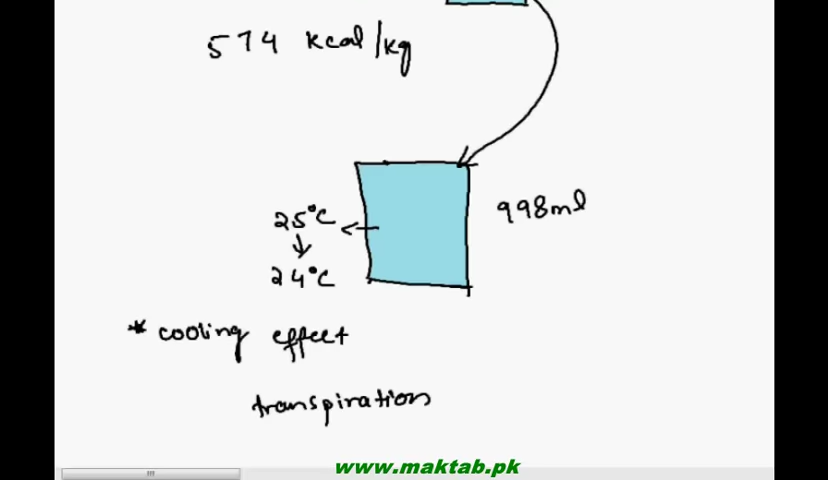 574 kcal/kg
998ml
25°C
24°C
* cooling effect
transpiration
www.maktab.pk